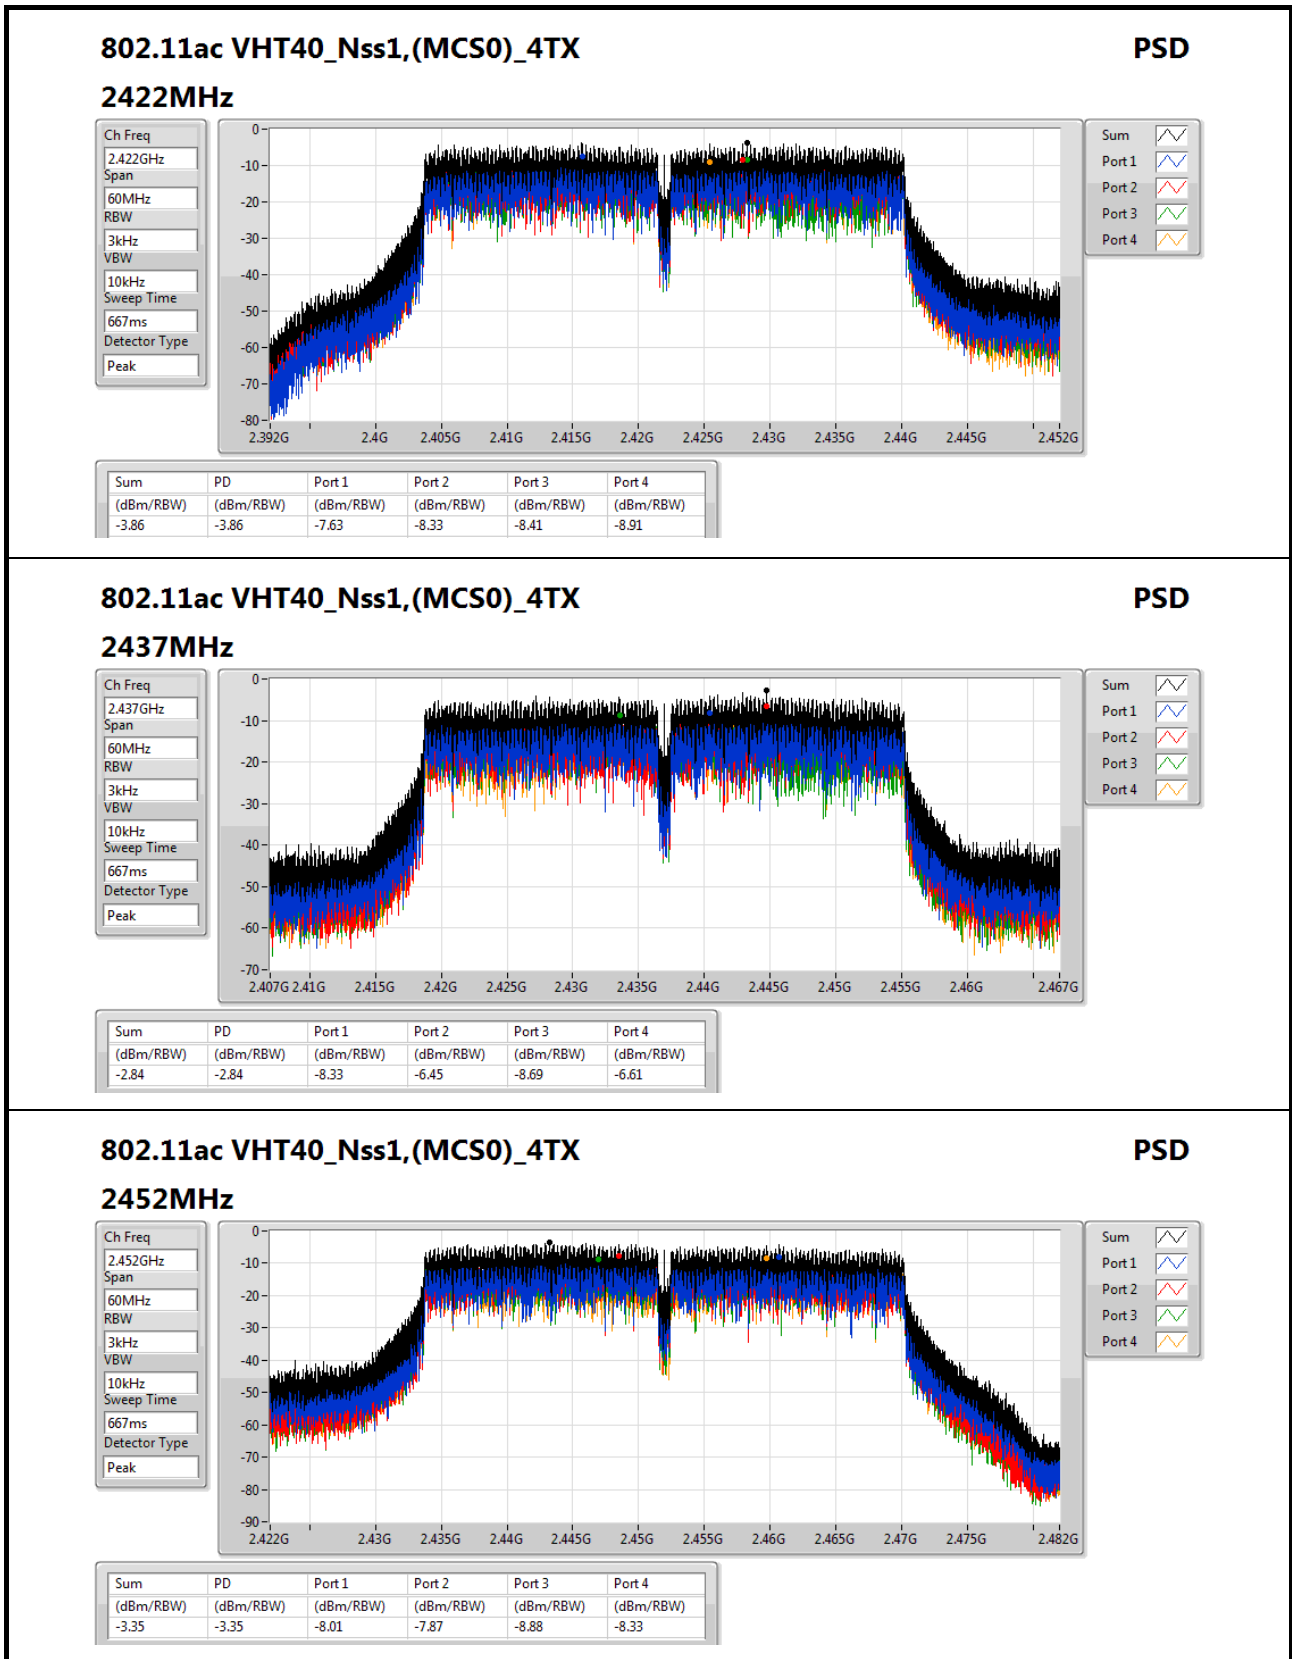 802.11ac VHT40_Nss1,(MCS0)_4TX PSD
2422MHz
Ch Freq
2.422GHz
Span
60MHz
RBW
3kHz
VBW
10kHz
Sweep Time
667ms
Detector Type
Peak
0
-10
-20
-30
-40
-50
-60
-70
-80
2.392G 2.4G 2.405G 2.41G 2.415G 2.42G 2.425G 2.43G 2.435G 2.44G 2.445G 2.452G
Sum
Port 1
Port 2
Port 3
Port 4
Sum PD Port 1 Port 2 Port 3 Port 4
(dBm/RBW) (dBm/RBW) (dBm/RBW) (dBm/RBW) (dBm/RBW) (dBm/RBW)
-3.86 -3.86 -7.63 -8.33 -8.41 -8.91
802.11ac VHT40_Nss1,(MCS0)_4TX PSD
2437MHz
Ch Freq
2.437GHz
Span
60MHz
RBW
3kHz
VBW
10kHz
Sweep Time
667ms
Detector Type
Peak
0
-10
-20
-30
-40
-50
-60
-70
2.407G 2.41G 2.415G 2.42G 2.425G 2.43G 2.435G 2.44G 2.445G 2.45G 2.455G 2.46G 2.467G
Sum
Port 1
Port 2
Port 3
Port 4
Sum PD Port 1 Port 2 Port 3 Port 4
(dBm/RBW) (dBm/RBW) (dBm/RBW) (dBm/RBW) (dBm/RBW) (dBm/RBW)
-2.84 -2.84 -8.33 -6.45 -8.69 -6.61
802.11ac VHT40_Nss1,(MCS0)_4TX PSD
2452MHz
Ch Freq
2.452GHz
Span
60MHz
RBW
3kHz
VBW
10kHz
Sweep Time
667ms
Detector Type
Peak
0
-10
-20
-30
-40
-50
-60
-70
-80
-90
2.422G 2.43G 2.435G 2.44G 2.445G 2.45G 2.455G 2.46G 2.465G 2.47G 2.475G 2.482G
Sum
Port 1
Port 2
Port 3
Port 4
Sum PD Port 1 Port 2 Port 3 Port 4
(dBm/RBW) (dBm/RBW) (dBm/RBW) (dBm/RBW) (dBm/RBW) (dBm/RBW)
-3.35 -3.35 -8.01 -7.87 -8.88 -8.33